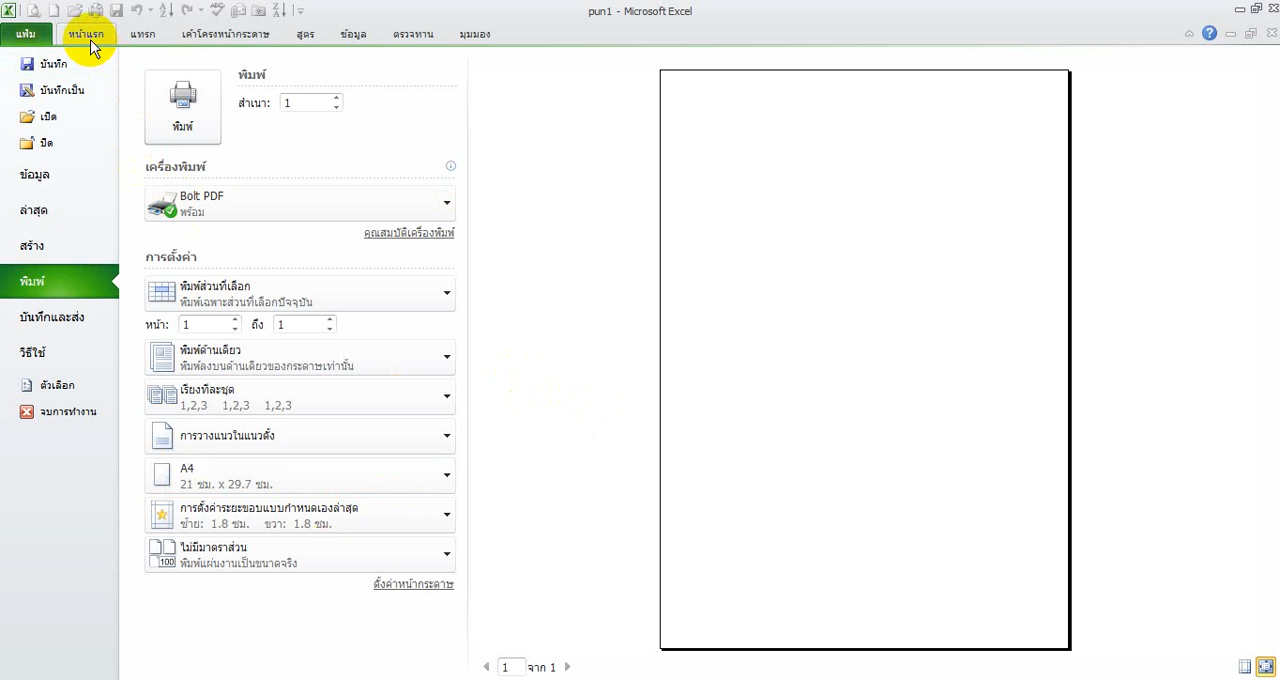 pun1 - Microsoft Excel
แฟ้ม
หน้าแรก
แทรก
เค้าโครงหน้ากระดาษ
สูตร
ข้อมูล
ตรวจทาน
มุมมอง
บันทึก
บันทึกเป็น
เปิด
ปิด
ข้อมูล
ล่าสุด
สร้าง
พิมพ์
บันทึกและส่ง
วิธีใช้
ตัวเลือก
จบการทำงาน
พิมพ์
พิมพ์
สำเนา: 1
เครื่องพิมพ์
Bolt PDF
พร้อม
คุณสมบัติเครื่องพิมพ์
การตั้งค่า
พิมพ์ส่วนที่เลือก
พิมพ์เฉพาะส่วนที่เลือกปัจจุบัน
หน้า: 1 ถึง 1
พิมพ์ด้านเดียว
พิมพ์ลงบนด้านเดียวของกระดาษเท่านั้น
เรียงทีละชุด
1,2,3 1,2,3 1,2,3
การวางแนวในแนวตั้ง
A4
21 ซม. x 29.7 ซม.
การตั้งค่าระยะขอบแบบกำหนดเองล่าสุด
ซ้าย: 1.8 ซม. ขวา: 1.8 ซม.
ไม่มีมาตราส่วน
100
พิมพ์แผ่นงานเป็นขนาดจริง
ตั้งค่าหน้ากระดาษ
1 จาก 1